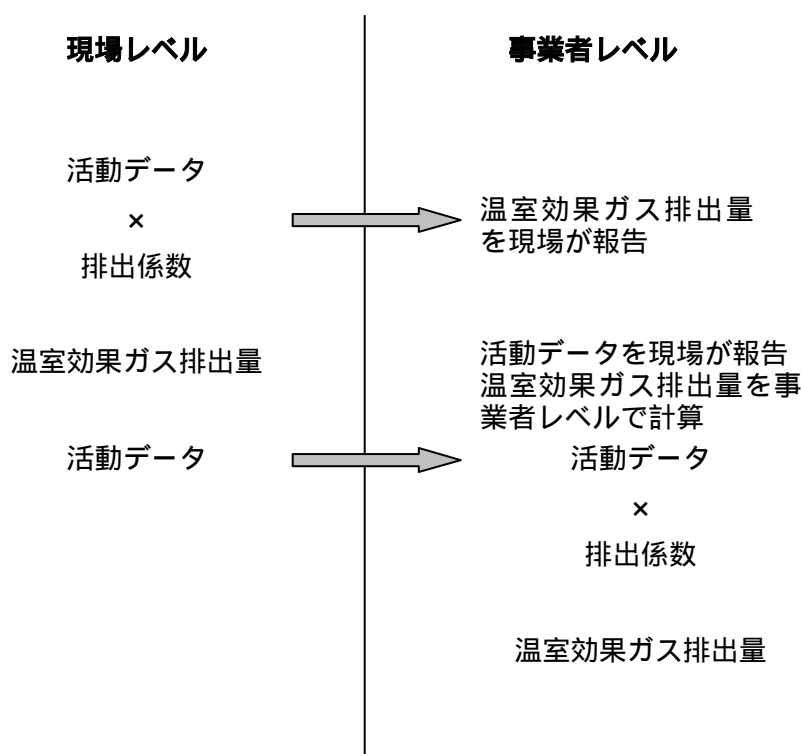 現場レベル
事業者レベル
活動データ
×
排出係数
温室効果ガス排出量
を現場が報告
温室効果ガス排出量
活動データを現場が報告
温室効果ガス排出量を事
業者レベルで計算
活動データ
活動データ
×
排出係数
温室効果ガス排出量